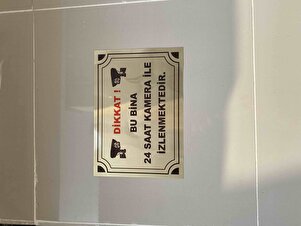 DİKKAT !
BU BİNA
24 SAAT KAMERA İLE
İZLENMEKTEDİR.